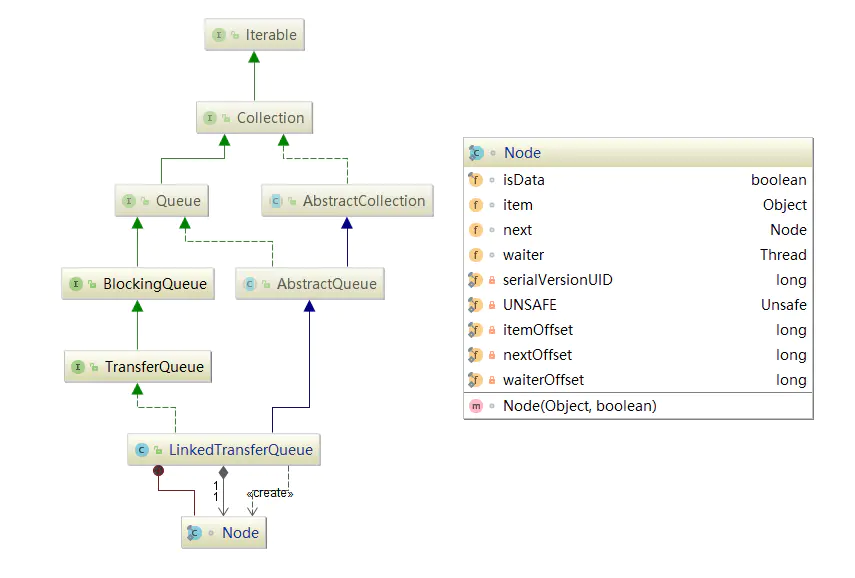 Iterable
Collection
Queue
AbstractCollection
BlockingQueue
AbstractQueue
TransferQueue
LinkedTransferQueue
1
1
«create»
Node
Node
isData boolean
item Object
next Node
waiter Thread
serialVersionUID long
UNSAFE Unsafe
itemOffset long
nextOffset long
waiterOffset long
Node(Object, boolean)